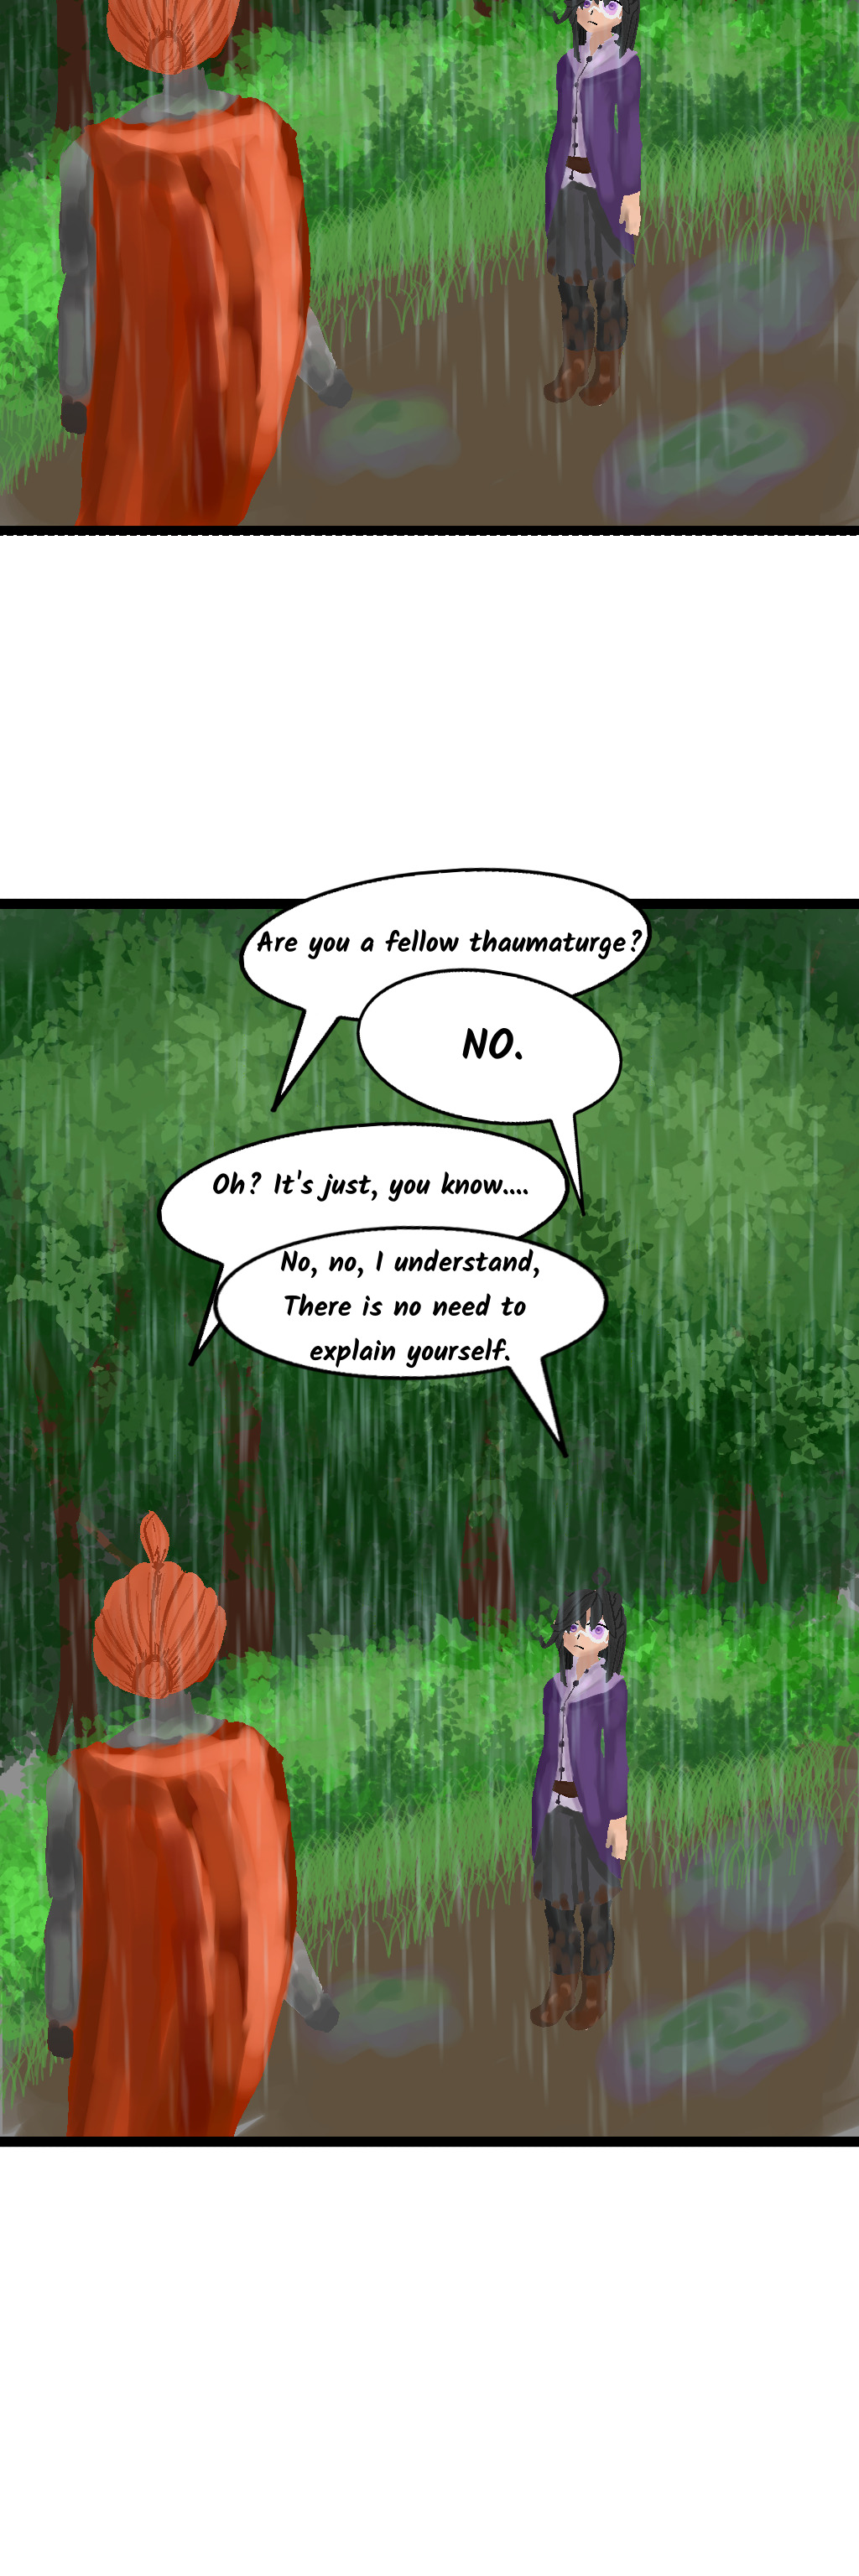 Are you a fellow thaumaturge?
NO.
Oh? It's just, you know....
No, no, I understand,
There is no need to
explain yourself.